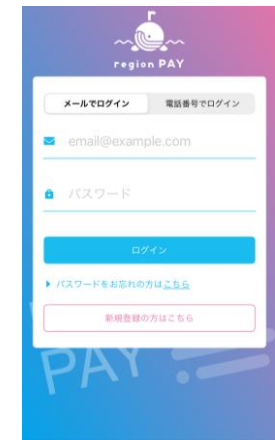 region PAY
メールでログイン
電話番号でログイン
email@example.com
パスワード
ログイン
パスワードをお忘れの方はこちら
新規登録の方はこちら
PAY